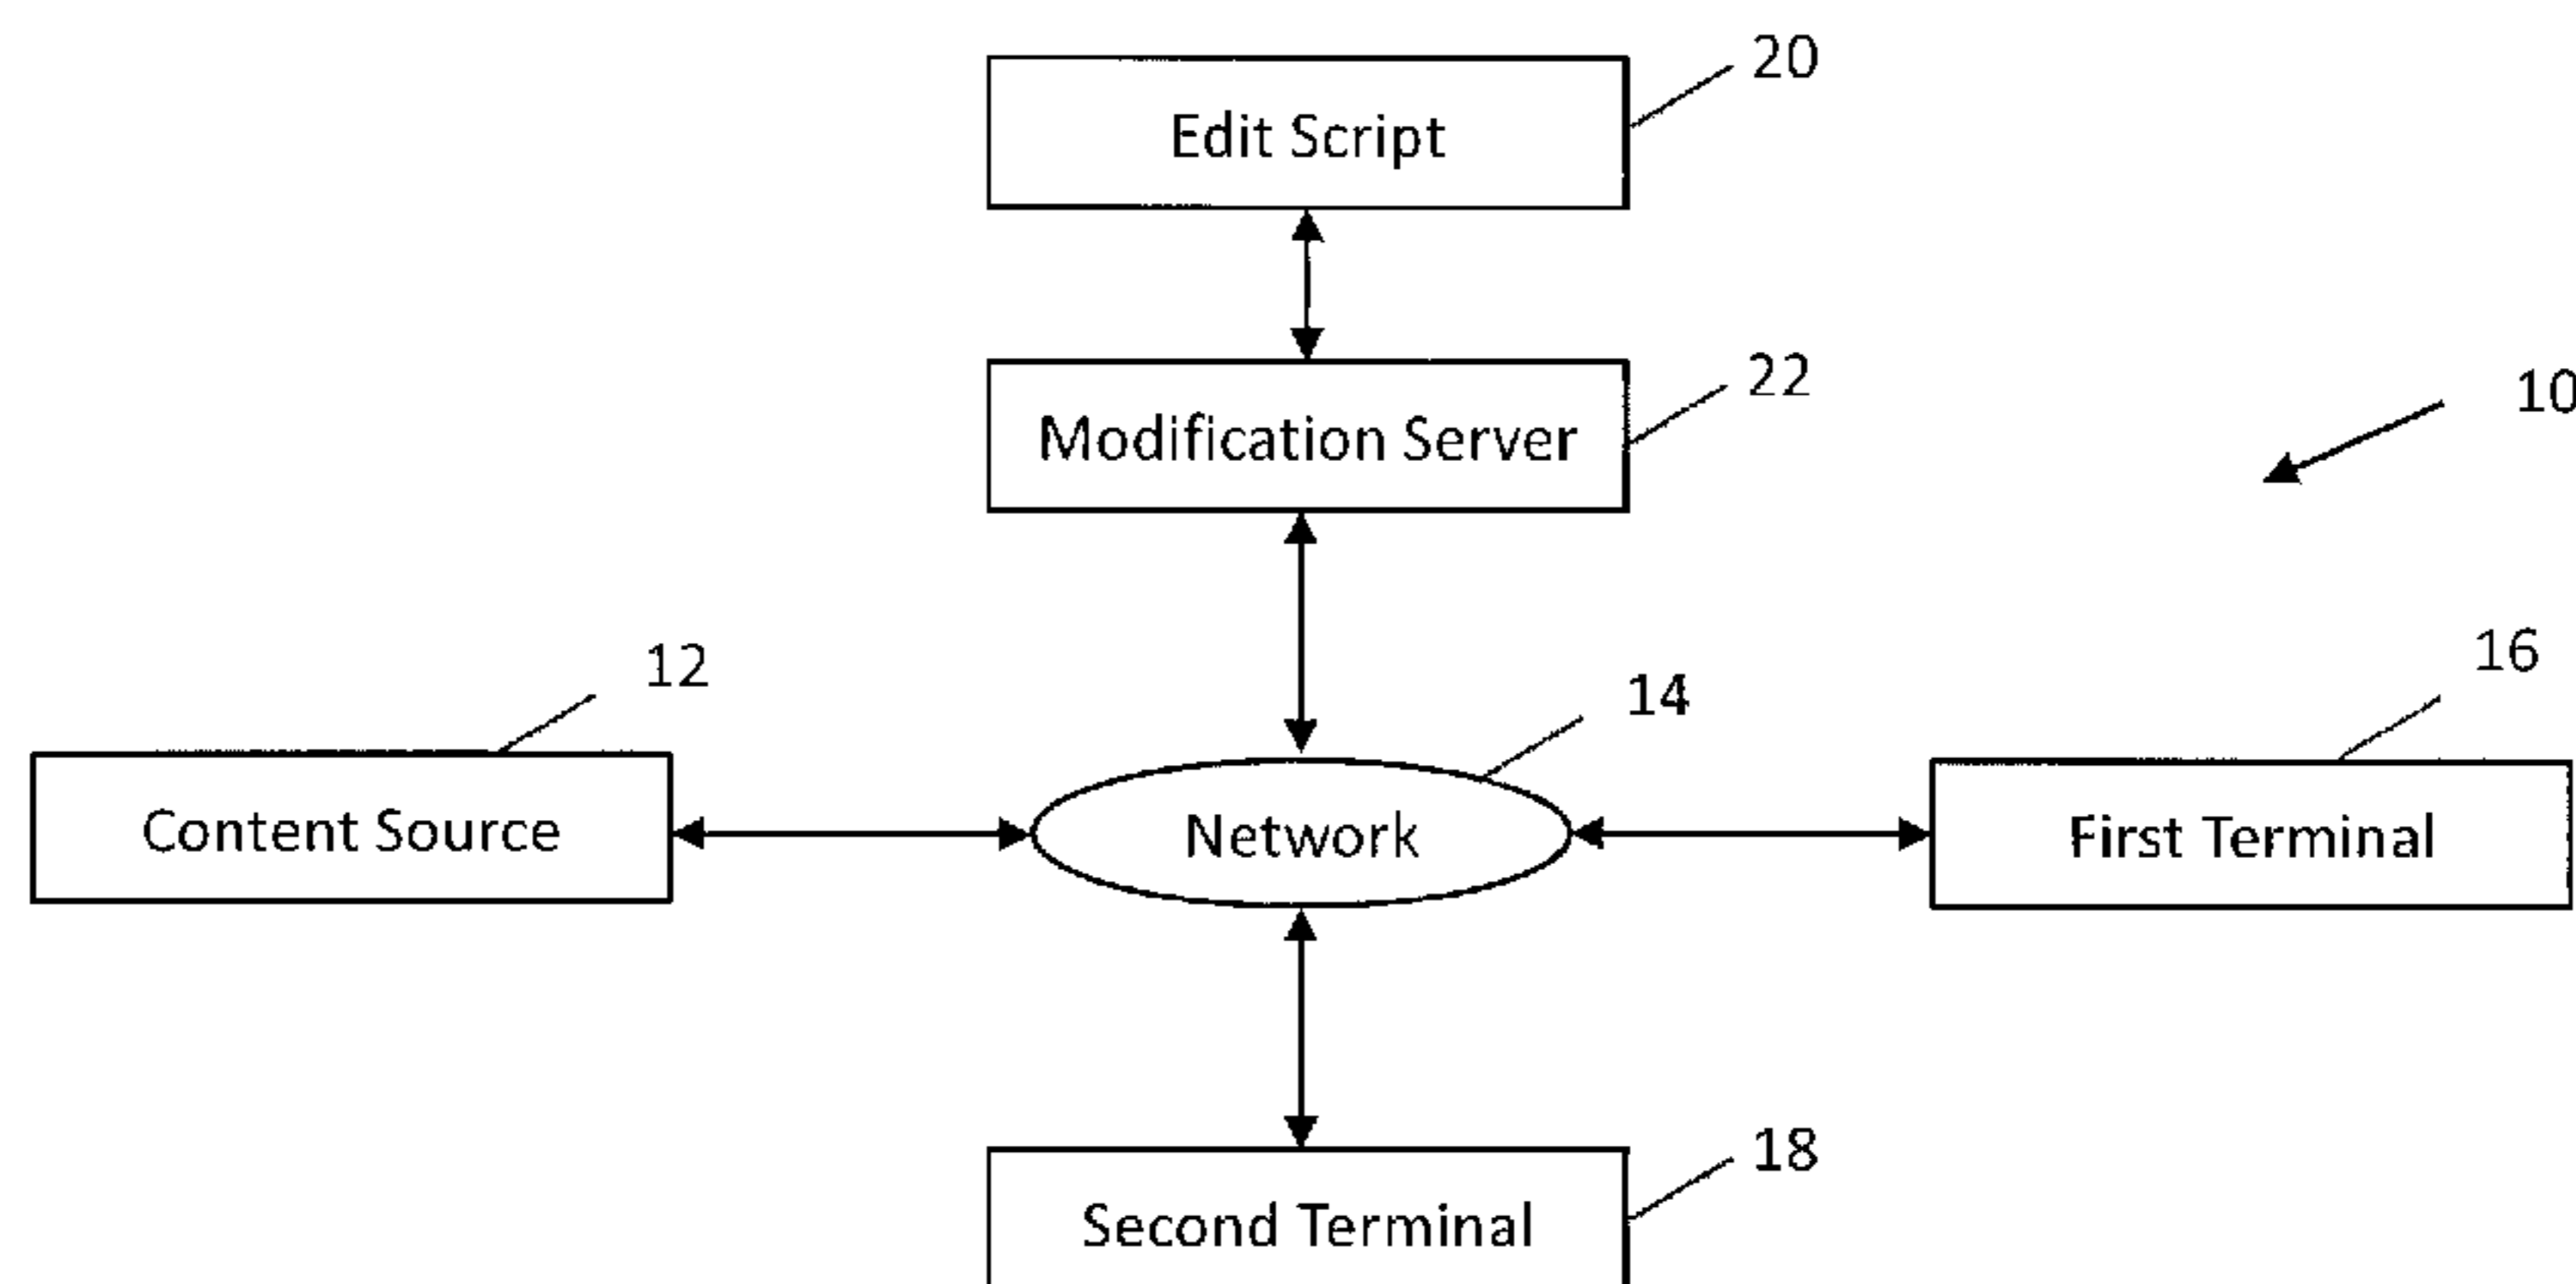 20
Edit Script
22
Modification Server
10
12
14
16
Content Source
Network
First Terminal
18
Second Terminal